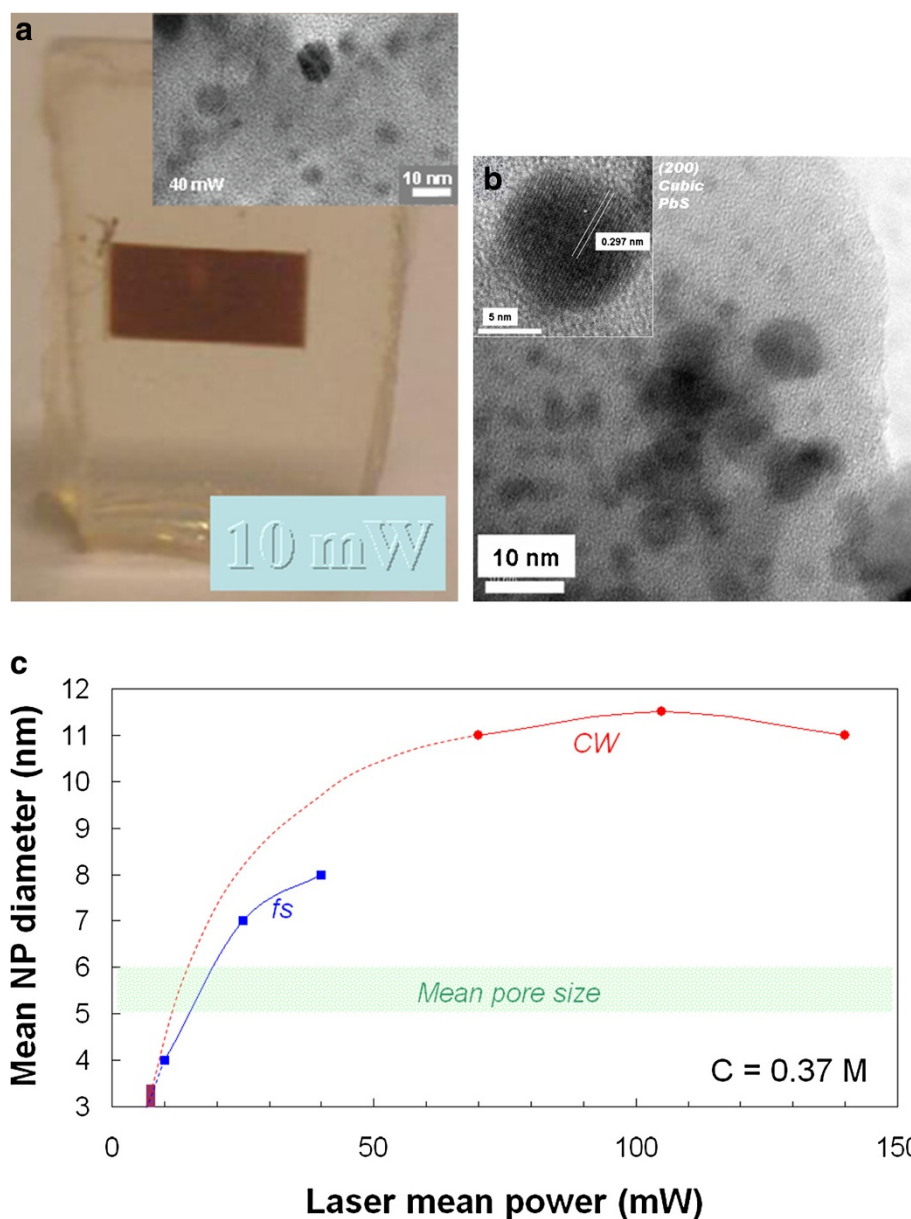 a
40 mW
10 nm
10 mW
b
(200)
Cubic
PbS
0.297 nm
5 nm
10 nm
c
Mean NP diameter (nm)
12
11
10
9
8
7
6
5
4
3
CW
fs
Mean pore size
C = 0.37 M
0
50
100
150
Laser mean power (mW)